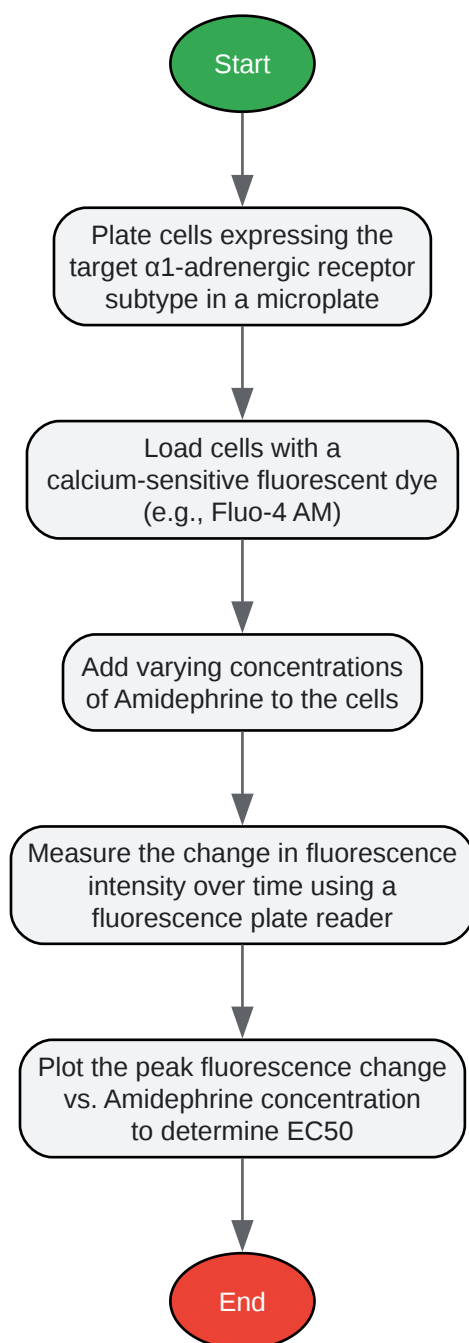 Start
Plate cells expressing the
target α1-adrenergic receptor
subtype in a microplate
Load cells with a
calcium-sensitive fluorescent dye
(e.g., Fluo-4 AM)
Add varying concentrations
of Amidephrine to the cells
Measure the change in fluorescence
intensity over time using a
fluorescence plate reader
Plot the peak fluorescence change
vs. Amidephrine concentration
to determine EC50
End